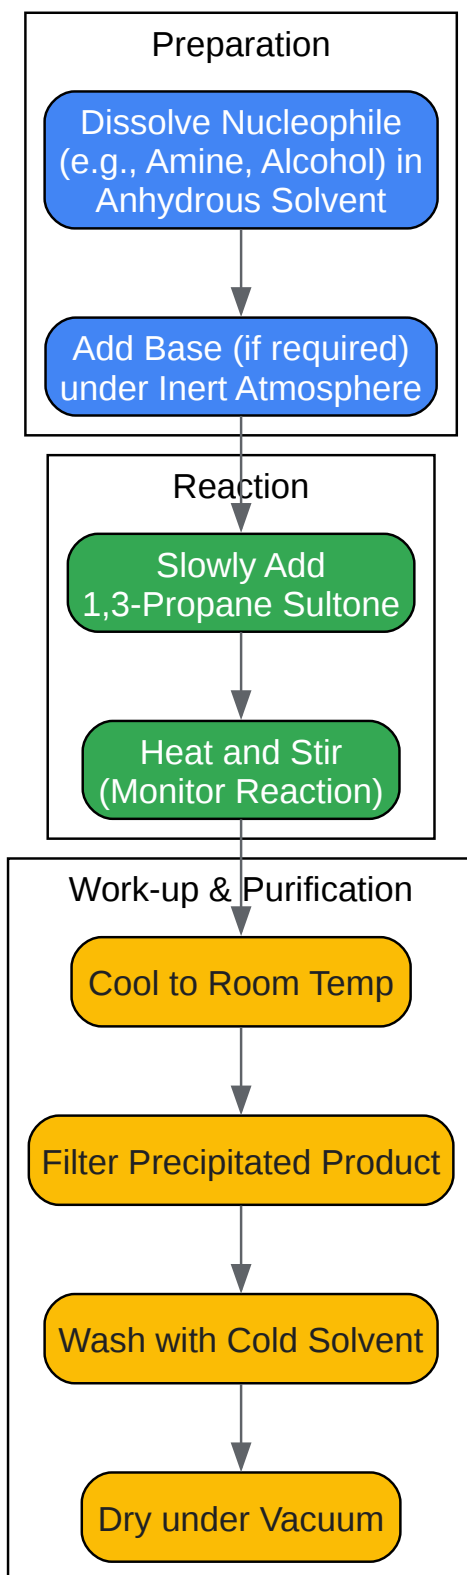 Preparation
Dissolve Nucleophile
(e.g., Amine, Alcohol) in
Anhydrous Solvent
Add Base (if required)
under Inert Atmosphere
Reaction
Slowly Add
1,3-Propane Sultone
Heat and Stir
(Monitor Reaction)
Work-up & Purification
Cool to Room Temp
Filter Precipitated Product
Wash with Cold Solvent
Dry under Vacuum